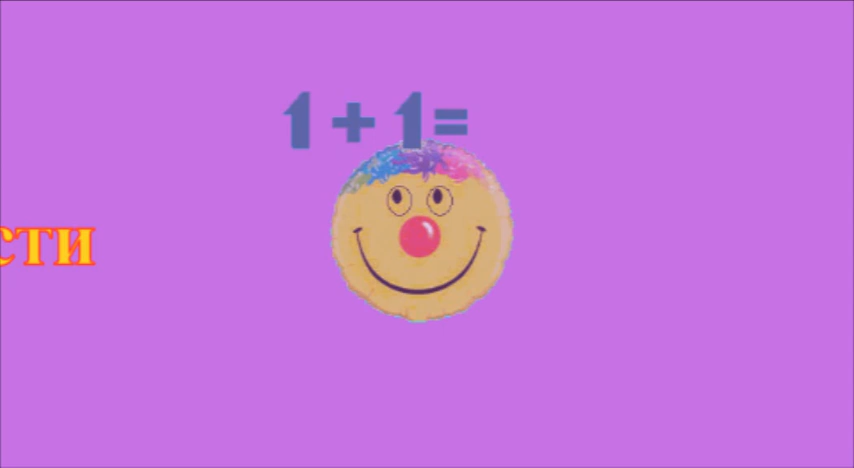 1 + 1=
сти